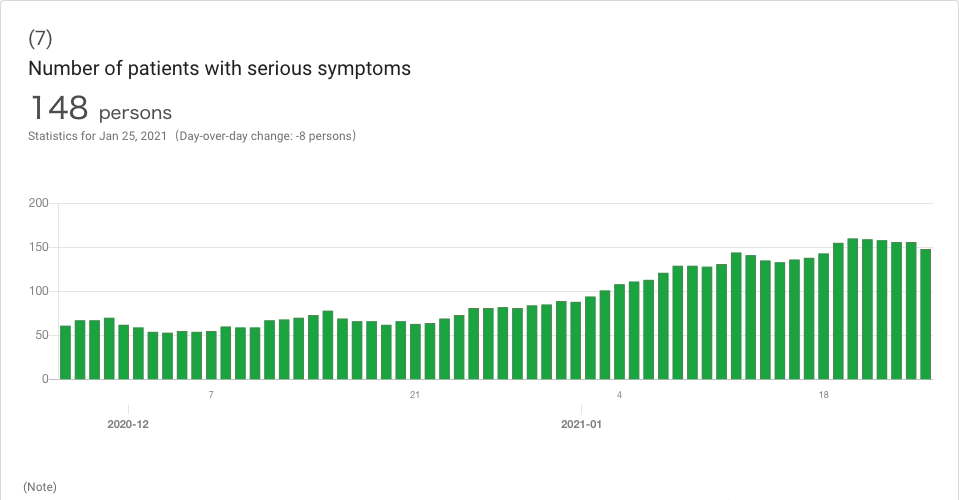 (7)
Number of patients with serious symptoms
148 persons
Statistics for Jan 25, 2021（Day-over-day change: -8 persons）
200
150
100
50
0
7 21 4 18
2020-12 2021-01
(Note)